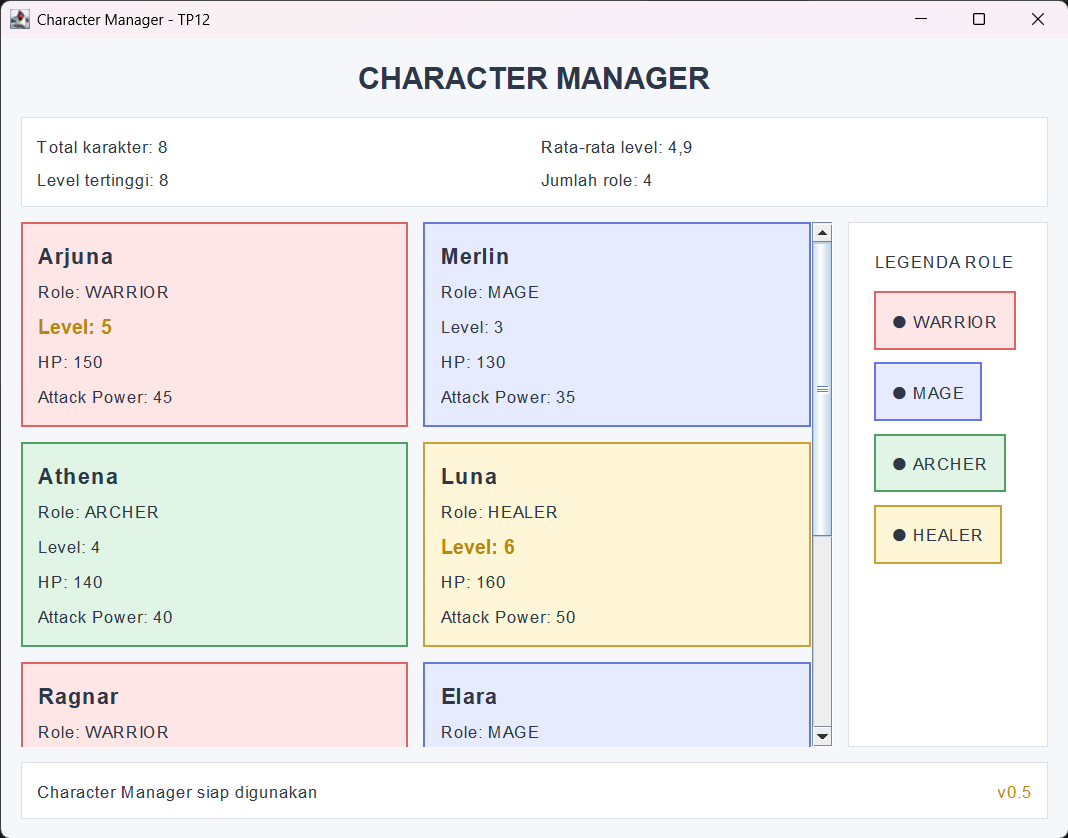 Character Manager - TP12
CHARACTER MANAGER
Total karakter: 8
Rata-rata level: 4,9
Level tertinggi: 8
Jumlah role: 4
Arjuna
Role: WARRIOR
Level: 5
HP: 150
Attack Power: 45
Merlin
Role: MAGE
Level: 3
HP: 130
Attack Power: 35
Athena
Role: ARCHER
Level: 4
HP: 140
Attack Power: 40
Luna
Role: HEALER
Level: 6
HP: 160
Attack Power: 50
Ragnar
Role: WARRIOR
Elara
Role: MAGE
LEGENDA ROLE
● WARRIOR
● MAGE
● ARCHER
● HEALER
Character Manager siap digunakan
v0.5